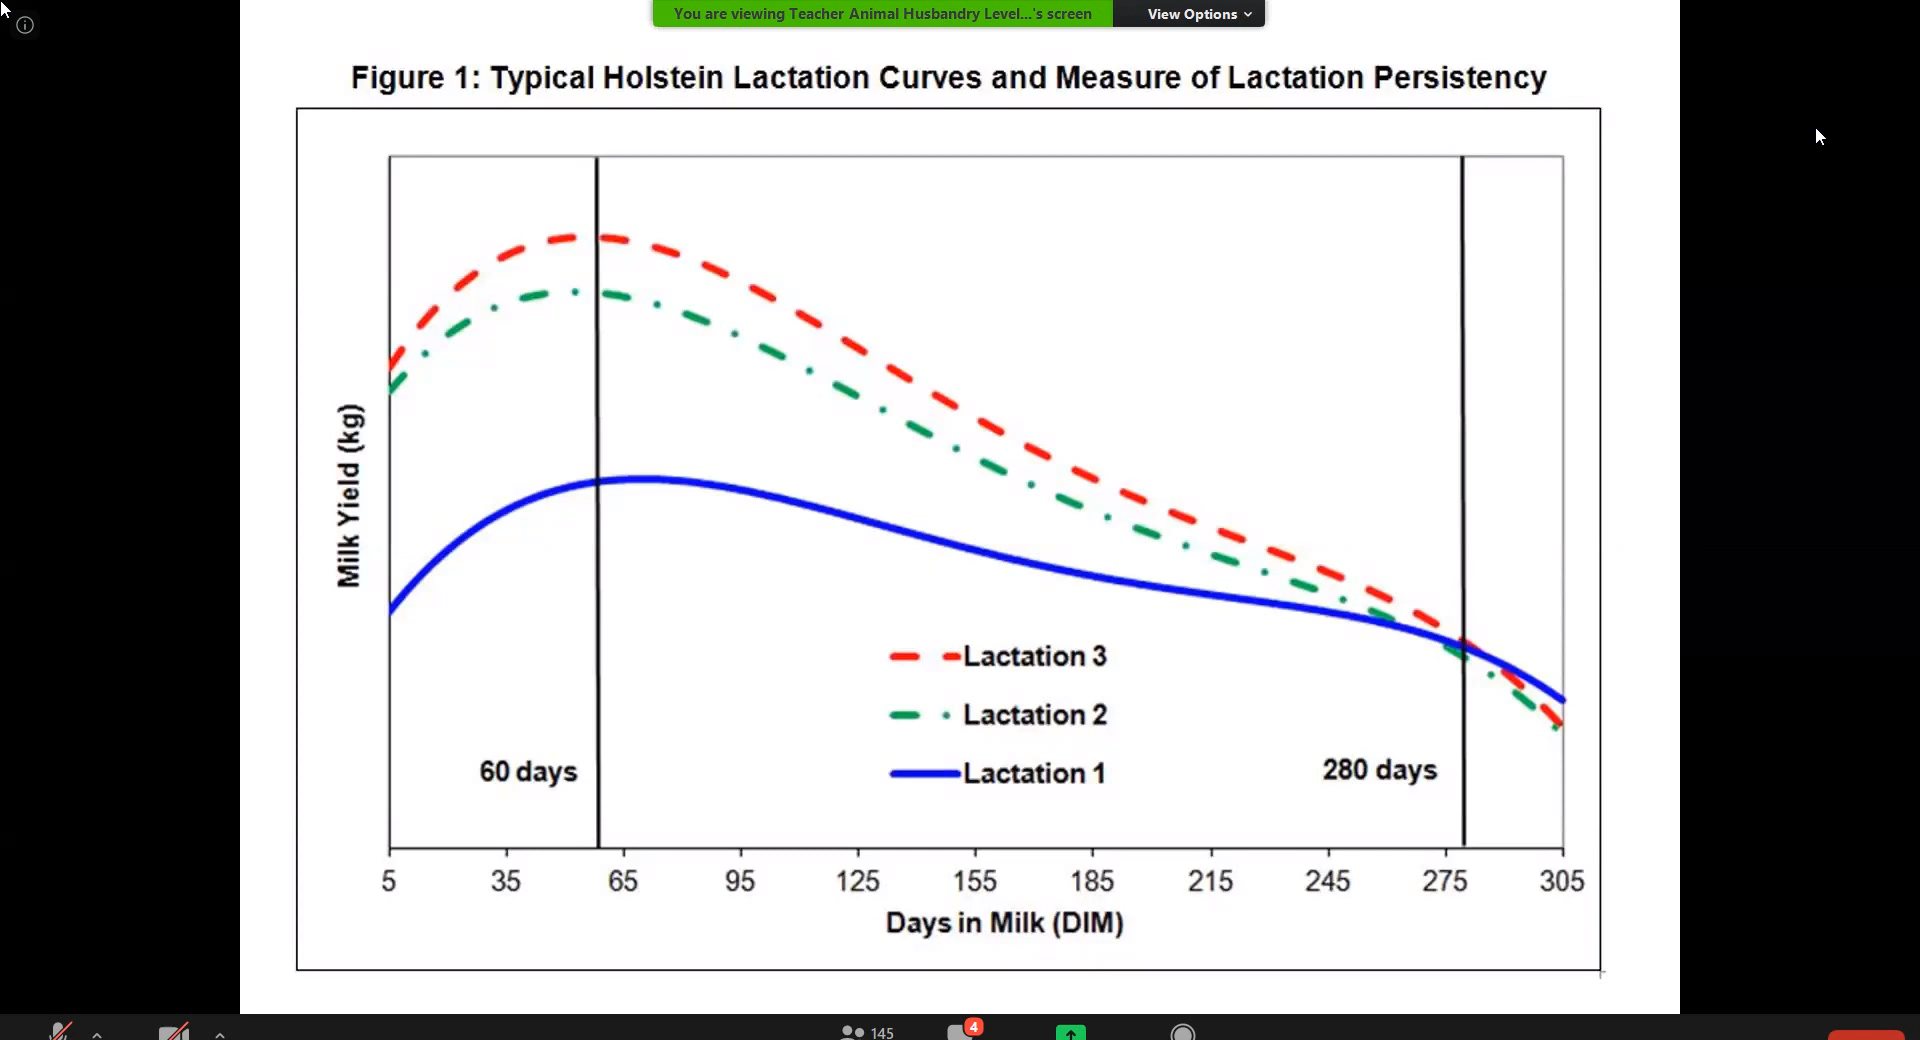 You are viewing Teacher Animal Husbandry Level...'s screen
View Options
Figure 1: Typical Holstein Lactation Curves and Measure of Lactation Persistency
Milk Yield (kg)
Lactation 3
Lactation 2
Lactation 1
60 days
280 days
5 35 65 95 125 155 185 215 245 275 305
Days in Milk (DIM)
145
4